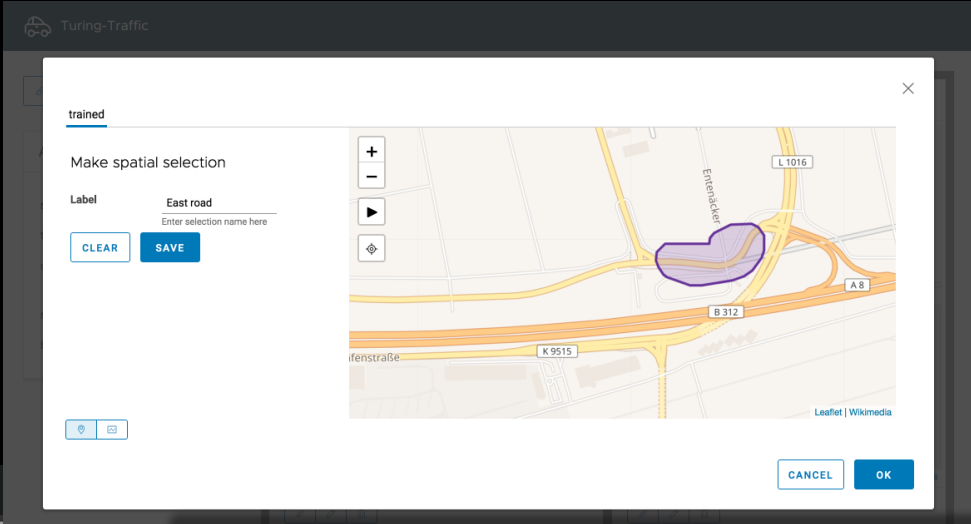 Turing-Traffic
trained
Make spatial selection
Label
East road
Enter selection name here
CLEAR
SAVE
+
−
L 1016
Entenäcker
A 8
B 312
K 9515
ifenstraße
Leaflet | Wikimedia
CANCEL
OK